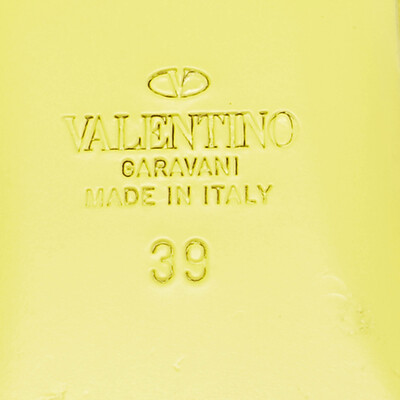 V
VALENTINO
GARAVANI
MADE IN ITALY
39